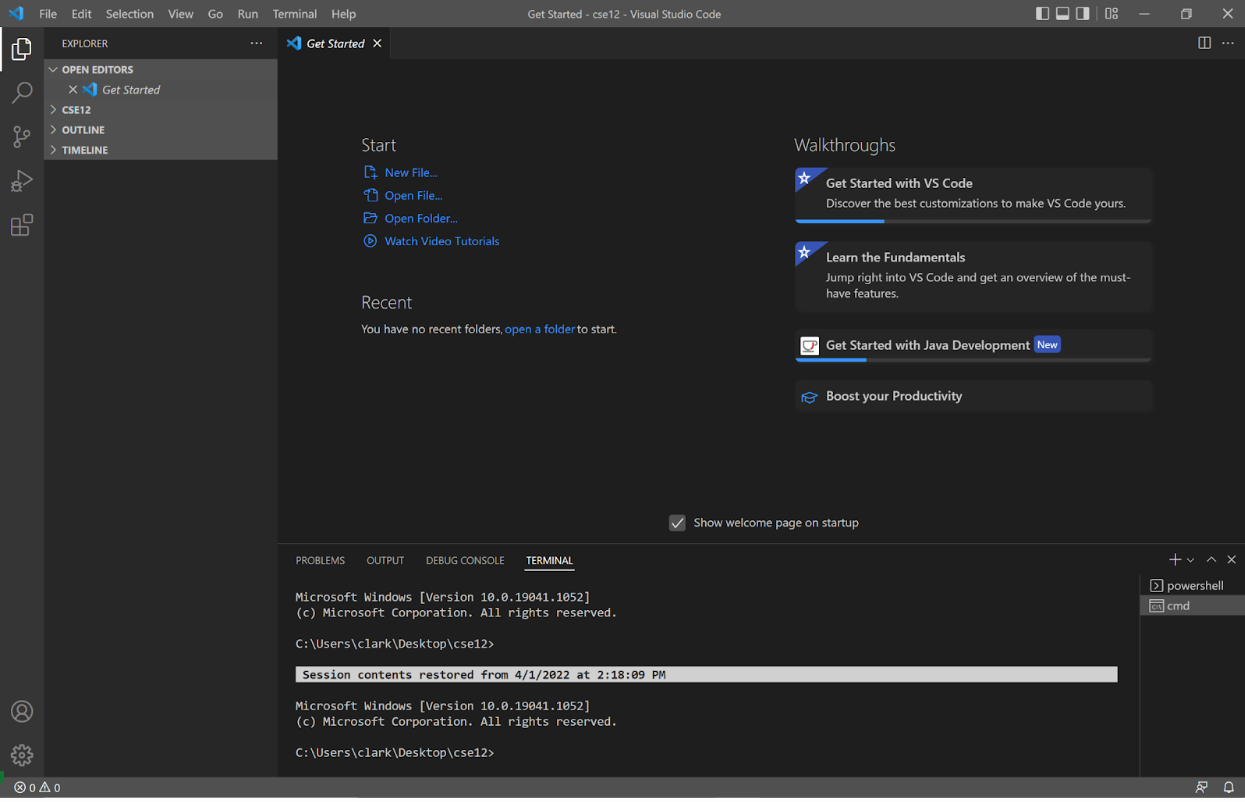 File Edit Selection View Go Run Terminal Help
Get Started - cse12 - Visual Studio Code
EXPLORER
Get Started
OPEN EDITORS
Get Started
CSE12
OUTLINE
TIMELINE
Start
New File...
Open File...
Open Folder...
Watch Video Tutorials
Recent
You have no recent folders, open a folder to start.
Walkthroughs
Get Started with VS Code
Discover the best customizations to make VS Code yours.
Learn the Fundamentals
Jump right into VS Code and get an overview of the must-
have features.
Get Started with Java Development New
Boost your Productivity
Show welcome page on startup
PROBLEMS OUTPUT DEBUG CONSOLE TERMINAL
Microsoft Windows [Version 10.0.19041.1052]
(c) Microsoft Corporation. All rights reserved.
C:\Users\clark\Desktop\cse12>
Session contents restored from 4/1/2022 at 2:18:09 PM
Microsoft Windows [Version 10.0.19041.1052]
(c) Microsoft Corporation. All rights reserved.
C:\Users\clark\Desktop\cse12>
powershell
cmd
0 0